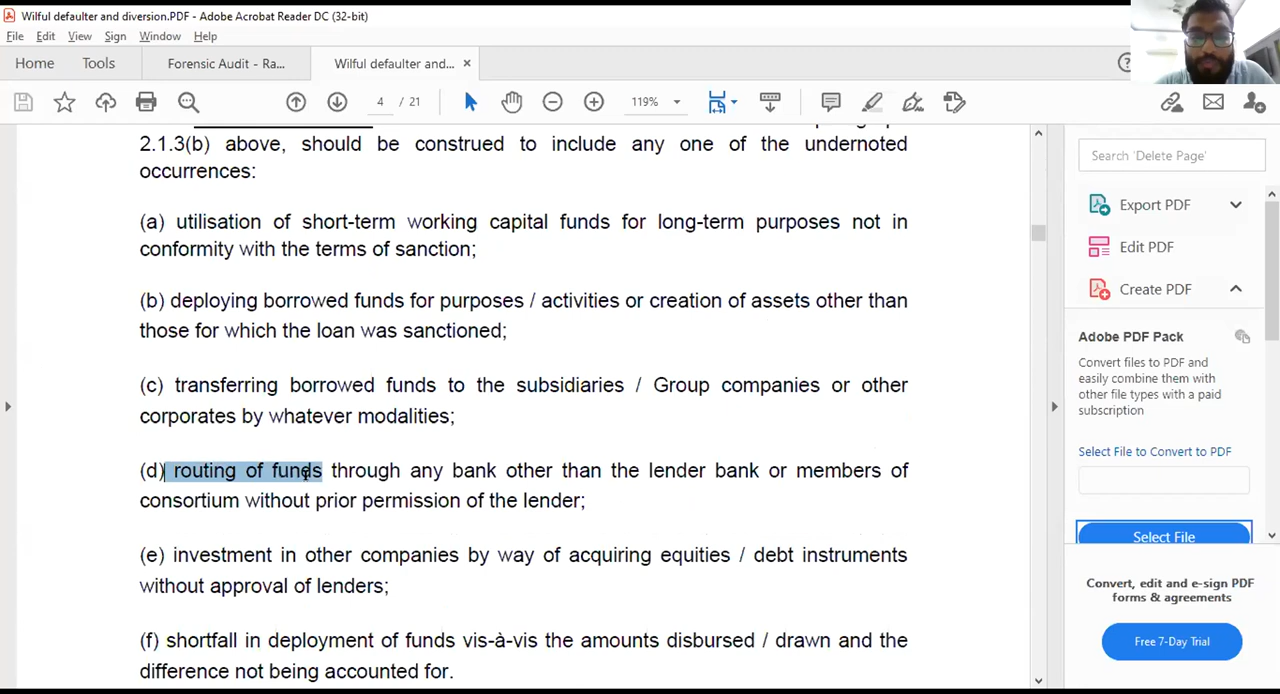 Wilful defaulter and diversion.PDF - Adobe Acrobat Reader DC (32-bit)
File Edit View Sign Window Help
Home Tools Forensic Audit - Ra... Wilful defaulter and... ×
4 / 21 119%
2.1.3(b) above, should be construed to include any one of the undernoted
occurrences:
(a) utilisation of short-term working capital funds for long-term purposes not in
conformity with the terms of sanction;
(b) deploying borrowed funds for purposes / activities or creation of assets other than
those for which the loan was sanctioned;
(c) transferring borrowed funds to the subsidiaries / Group companies or other
corporates by whatever modalities;
(d) routing of funds through any bank other than the lender bank or members of
consortium without prior permission of the lender;
(e) investment in other companies by way of acquiring equities / debt instruments
without approval of lenders;
(f) shortfall in deployment of funds vis-à-vis the amounts disbursed / drawn and the
difference not being accounted for.
Search 'Delete Page'
Export PDF
Edit PDF
Create PDF
Adobe PDF Pack
Convert files to PDF and
easily combine them with
other file types with a paid
subscription
Select File to Convert to PDF
Select File
Convert, edit and e-sign PDF
forms & agreements
Free 7-Day Trial